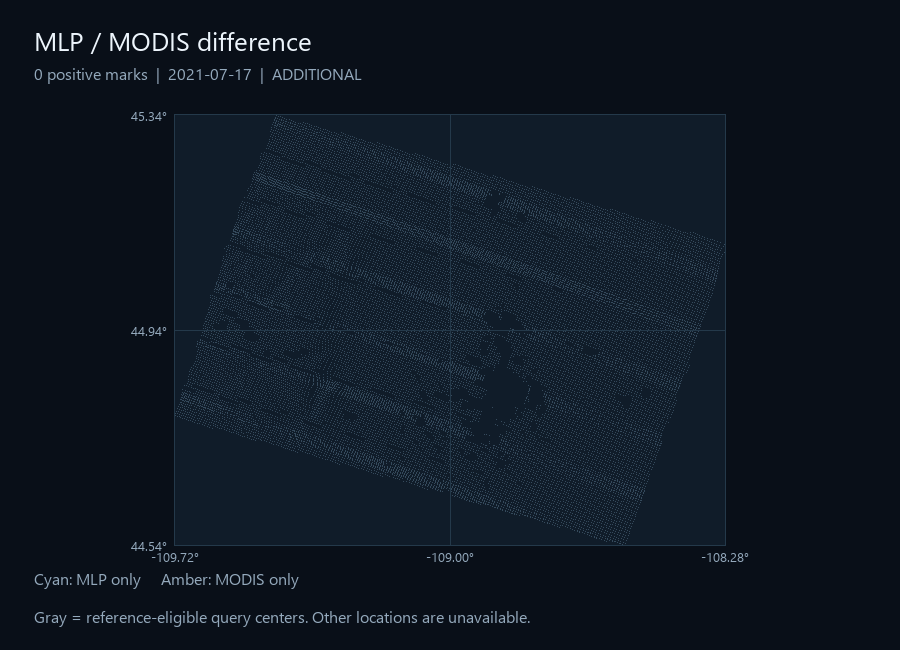 MLP / MODIS difference
0 positive marks | 2021-07-17 | ADDITIONAL
45.34°
44.94°
44.54°
-109.72° -109.00° -108.28°
Cyan: MLP only Amber: MODIS only
Gray = reference-eligible query centers. Other locations are unavailable.